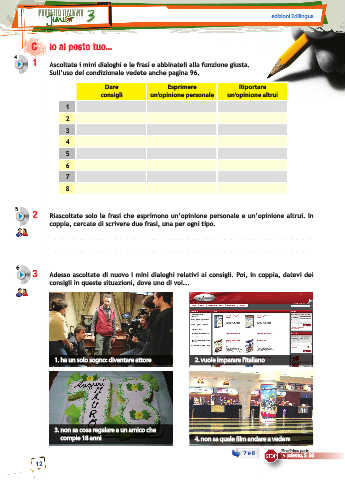 PROGETTO ITALIANO
Junior 3
edizioni Edilingua
C Io al posto tuo...
4
1 Ascoltate i mini dialoghi e le frasi e abbinateli alla funzione giusta.
Sull'uso del condizionale vedete anche pagina 96.
Dare consigli
Esprimere un'opinione personale
Riportare un'opinione altrui
1
2
3
4
5
6
7
8
5
2 Riascoltate solo le frasi che esprimono un'opinione personale e un'opinione altrui. In
coppia, cercate di scrivere due frasi, una per ogni tipo.
6
3 Adesso ascoltate di nuovo i mini dialoghi relativi ai consigli. Poi, in coppia, datevi dei
consigli in queste situazioni, dove uno di voi...
1. ha un solo sogno: diventare attore
2. vuole imparare l'italiano
Auguri
LAURA
3. non sa cosa regalare a un amico che
compie 18 anni
4. non sa quale film andare a vedere
12
7 e 8
STOP